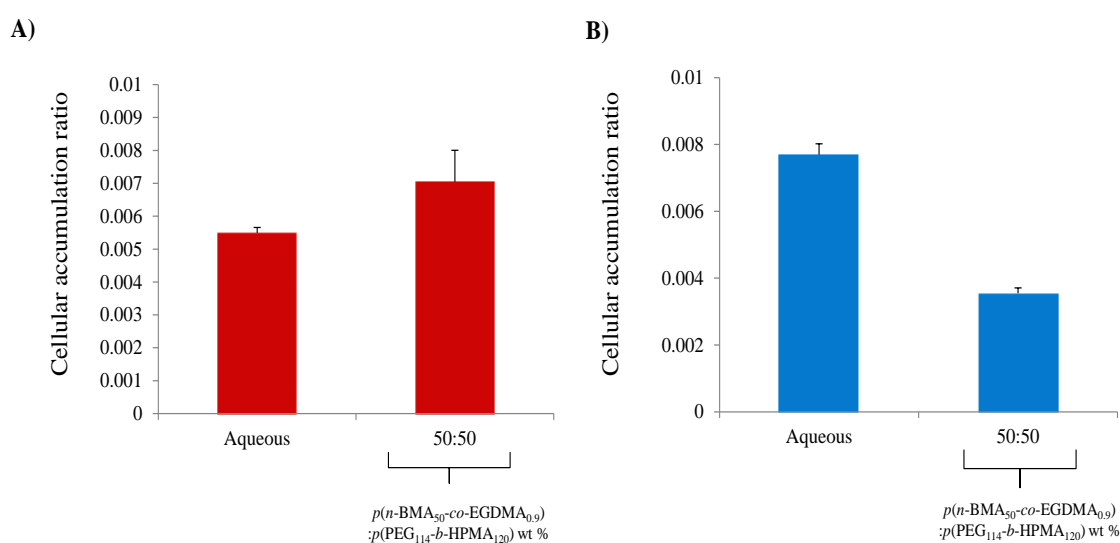 A)
Cellular accumulation ratio
0.01
0.009
0.008
0.007
0.006
0.005
0.004
0.003
0.002
0.001
0
Aqueous
50:50
p(n-BMA₅₀-co-EGDMA₀.₉)
:p(PEG₁₁₄-b-HPMA₁₂₀) wt %
B)
Cellular accumulation ratio
0.01
0.008
0.006
0.004
0.002
0
Aqueous
50:50
p(n-BMA₅₀-co-EGDMA₀.₉)
:p(PEG₁₁₄-b-HPMA₁₂₀) wt %